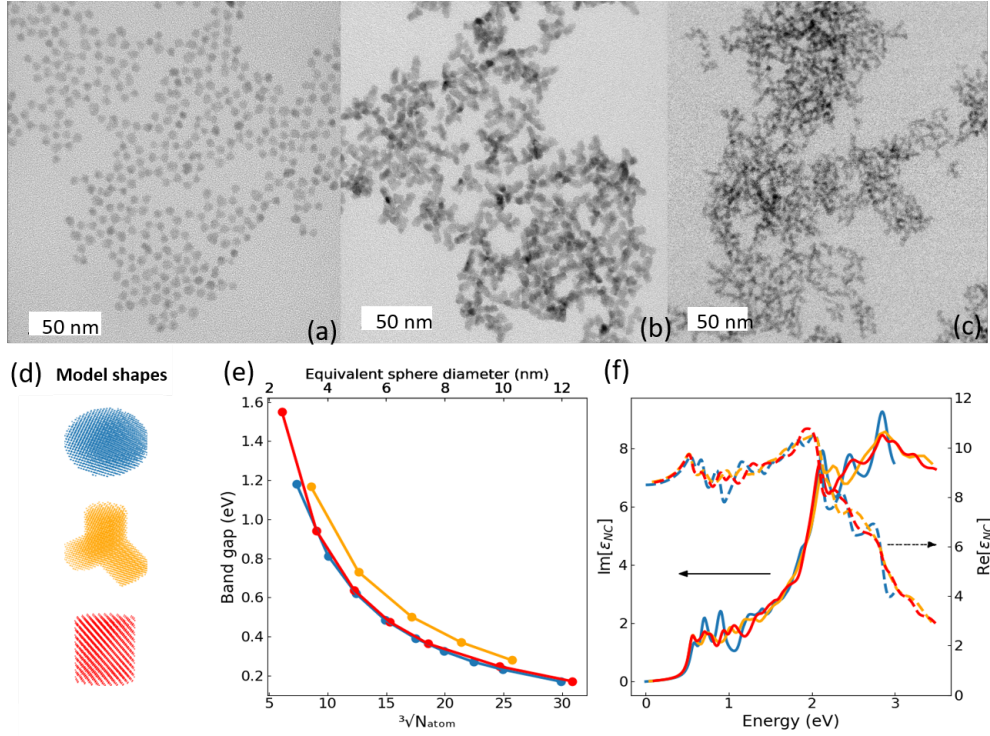 50 nm
(a)
50 nm
(b)
50 nm
(c)
(d) Model shapes
(e)
Equivalent sphere diameter (nm)
2 4 6 8 10 12
1.6
1.4
1.2
1.0
0.8
0.6
0.4
0.2
Band gap (eV)
5 10 15 20 25 30
³√N_atom
(f)
8
6
4
2
0
Im[ε_NC]
12
10
8
6
4
2
0
Re[ε_NC]
0 1 2 3
Energy (eV)